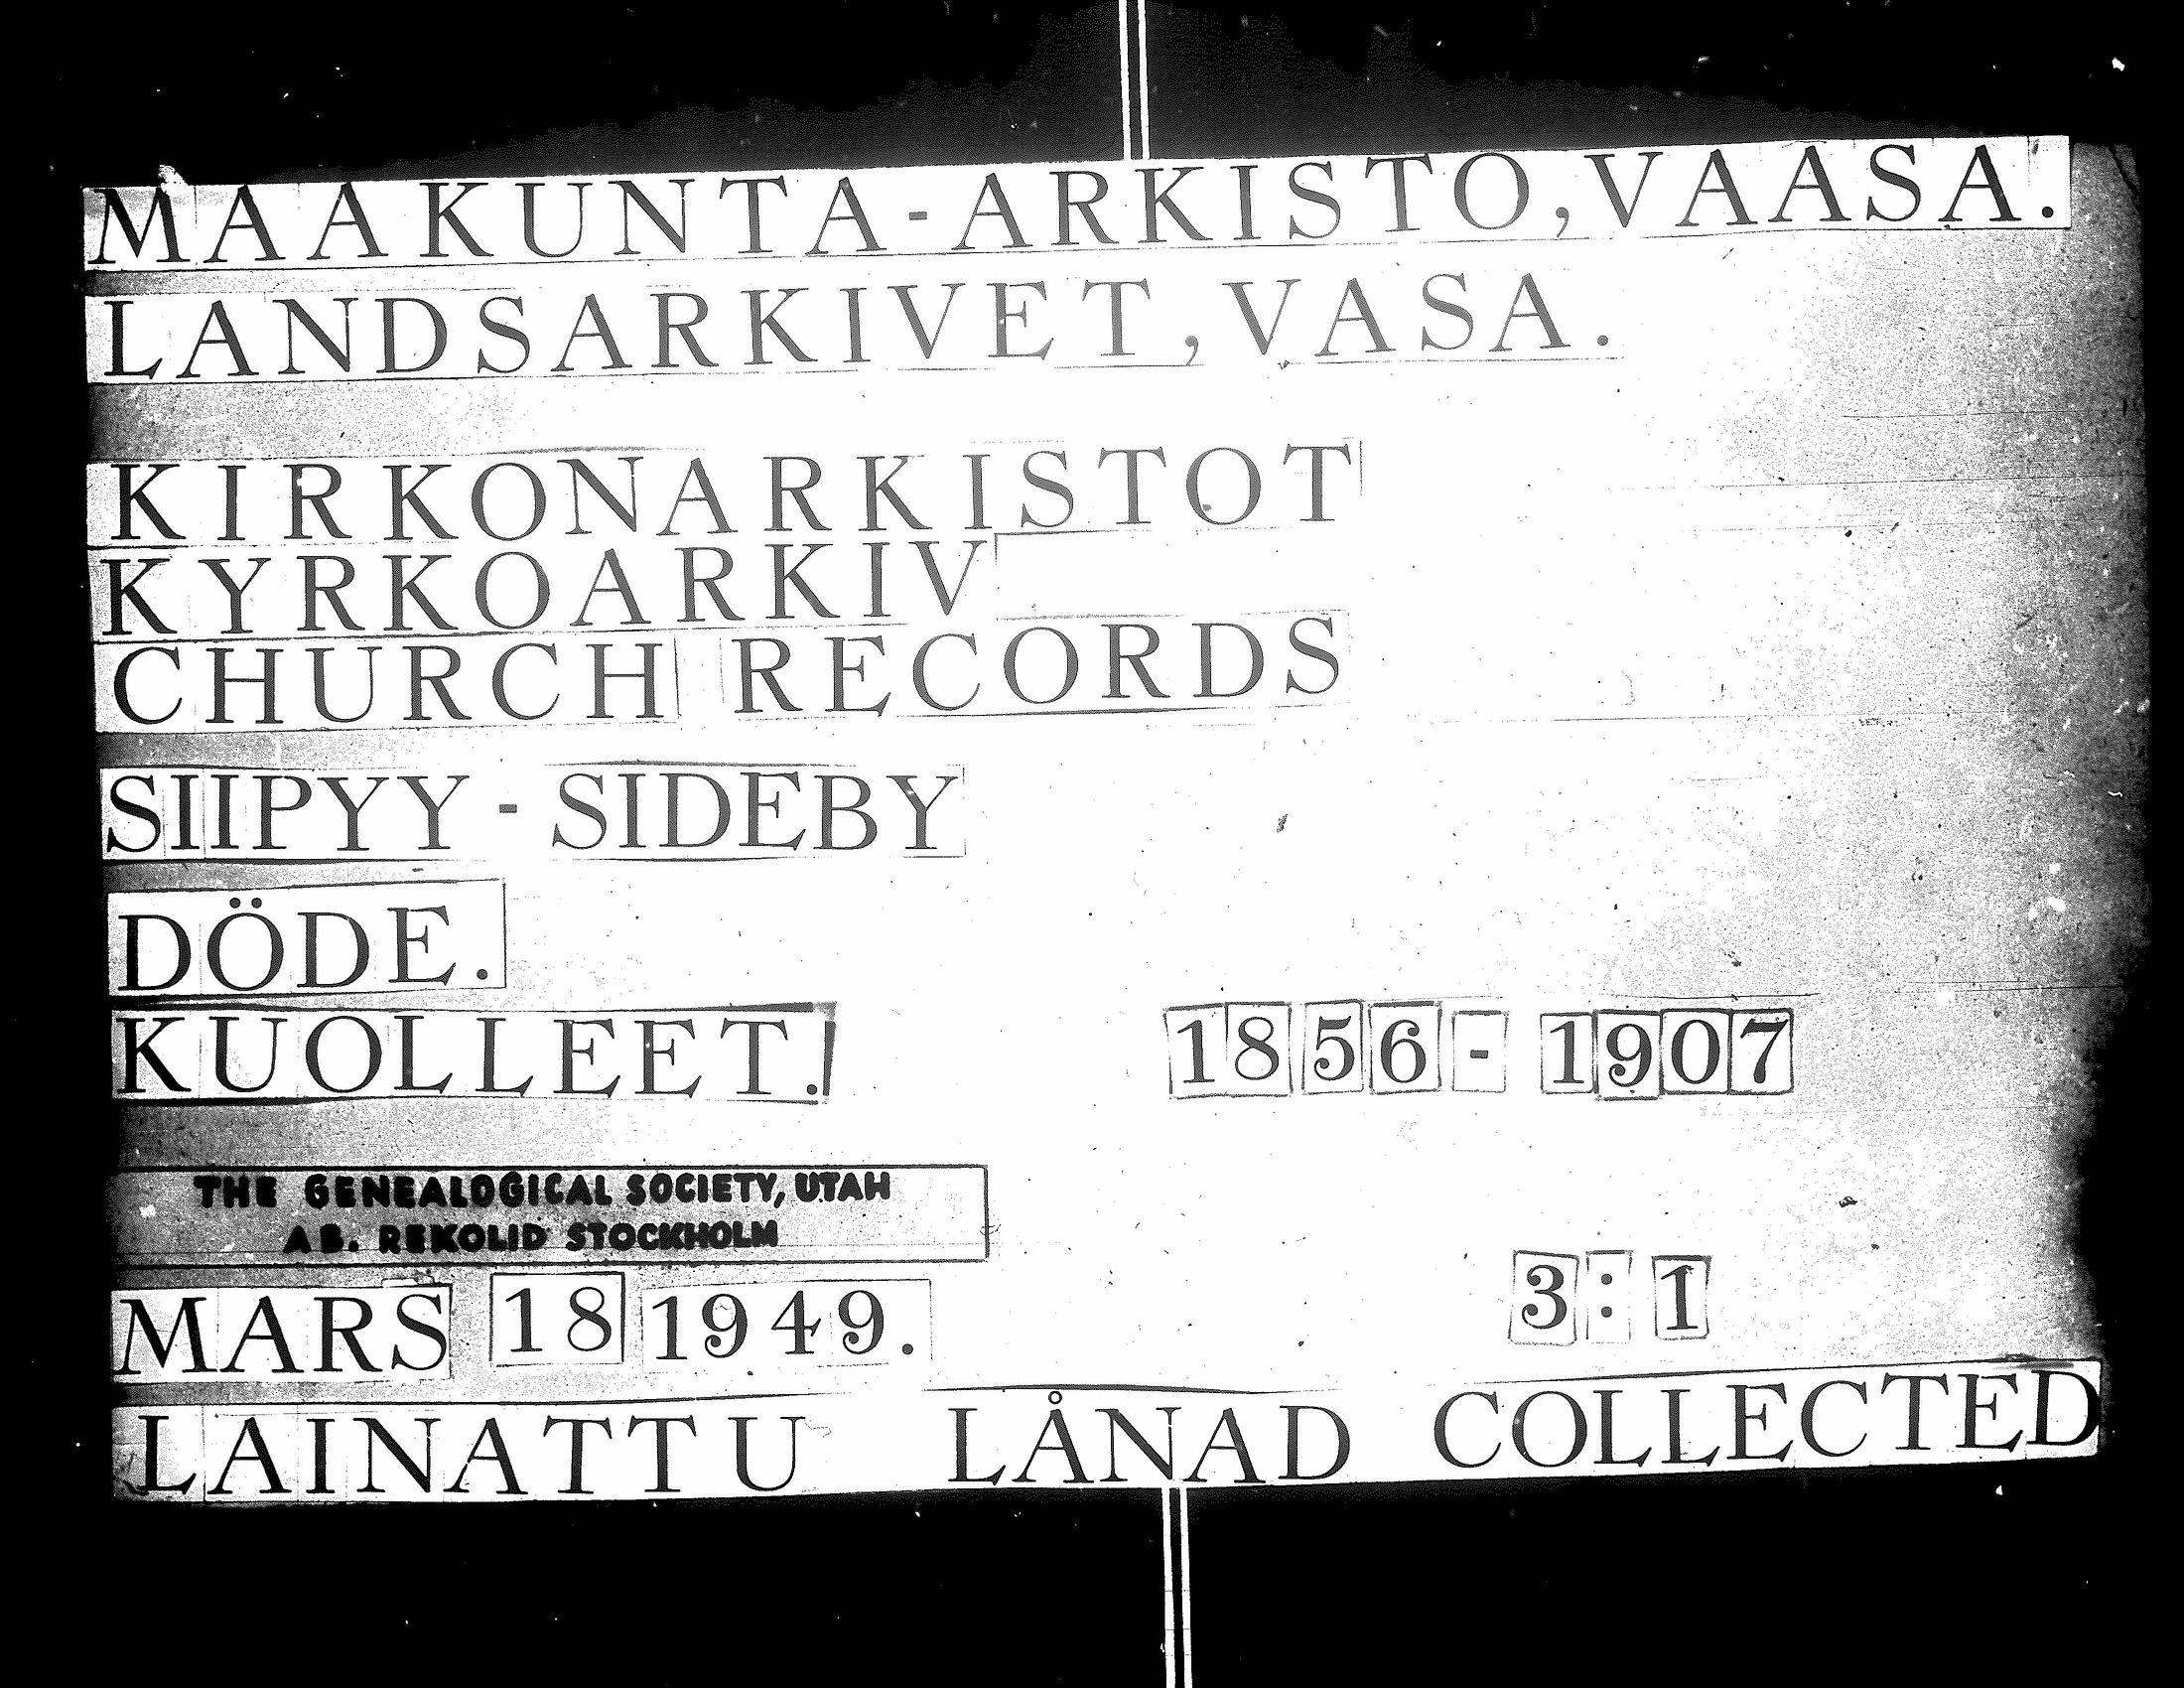 MAAKUNTA-ARKISTO, VAASA.
LANDSARKIVET, VASA.
KIRKONARKISTOT
KYRKOARKIV
CHURCH RECORDS
SIIPYY - SIDEBY
DÖDE.
KUOLLEET. 1856 - 1907
THE GENEALOGICAL SOCIETY, UTAH
AB. REKOLID STOCKHOLM
MARS 18 1949. 3:1
LAINATTU LÅNAD COLLECTED